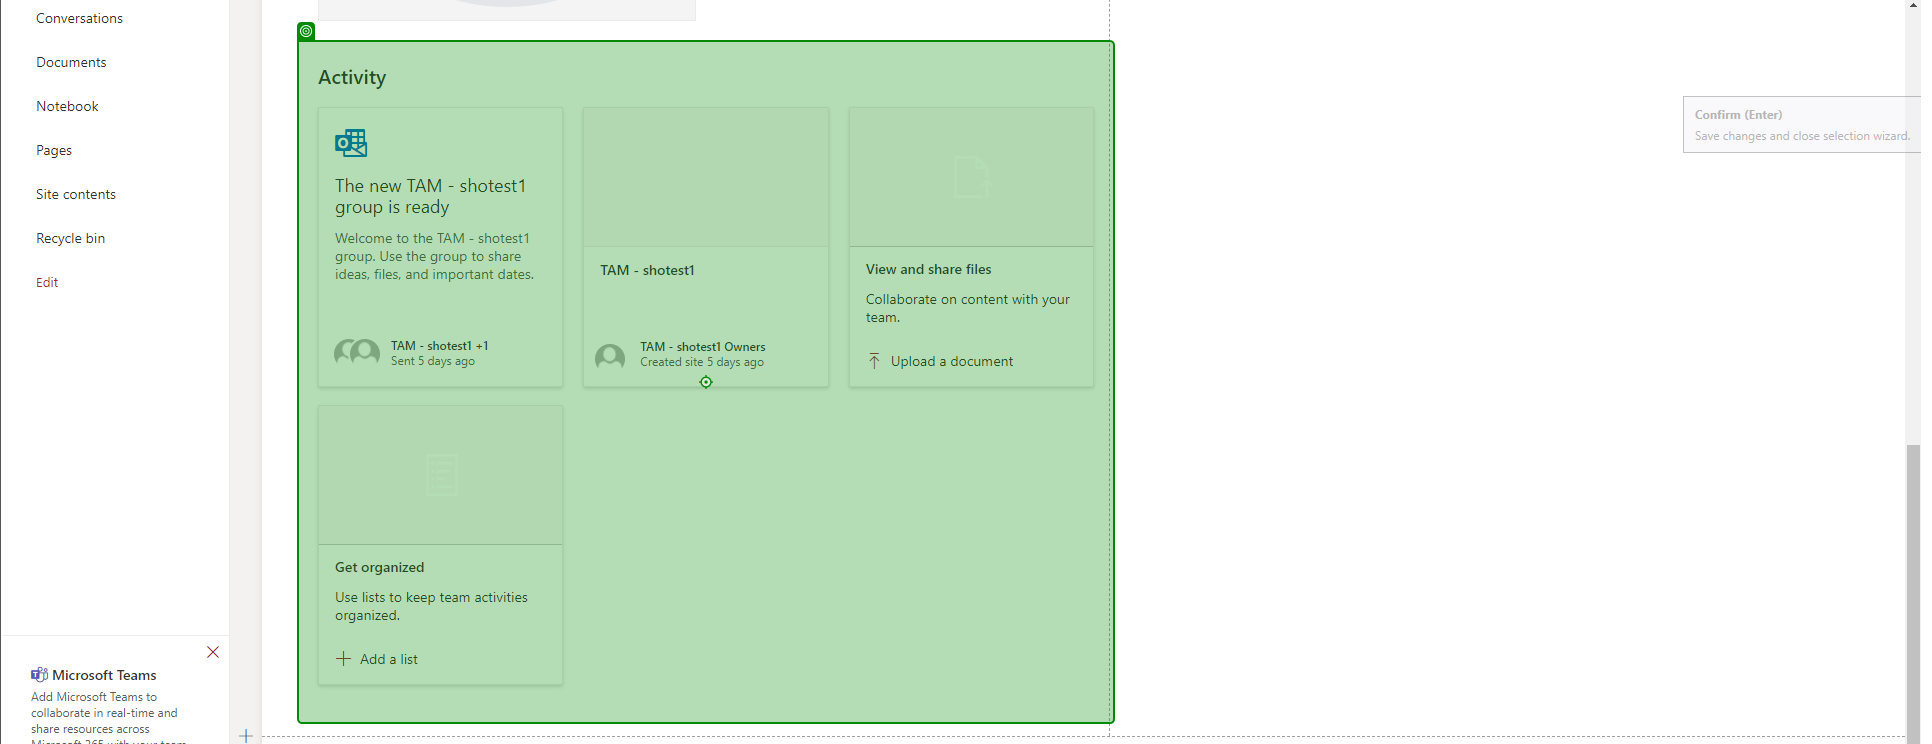 Conversations
Documents
Notebook
Pages
Site contents
Recycle bin
Edit
Microsoft Teams
Add Microsoft Teams to
collaborate in real-time and
share resources across
Microsoft 365 with your team
Activity
The new TAM - shotest1
group is ready
Welcome to the TAM - shotest1
group. Use the group to share
ideas, files, and important dates.
TAM - shotest1 +1
Sent 5 days ago
TAM - shotest1
TAM - shotest1 Owners
Created site 5 days ago
View and share files
Collaborate on content with your
team.
Upload a document
Get organized
Use lists to keep team activities
organized.
Add a list
Confirm (Enter)
Save changes and close selection wizard.